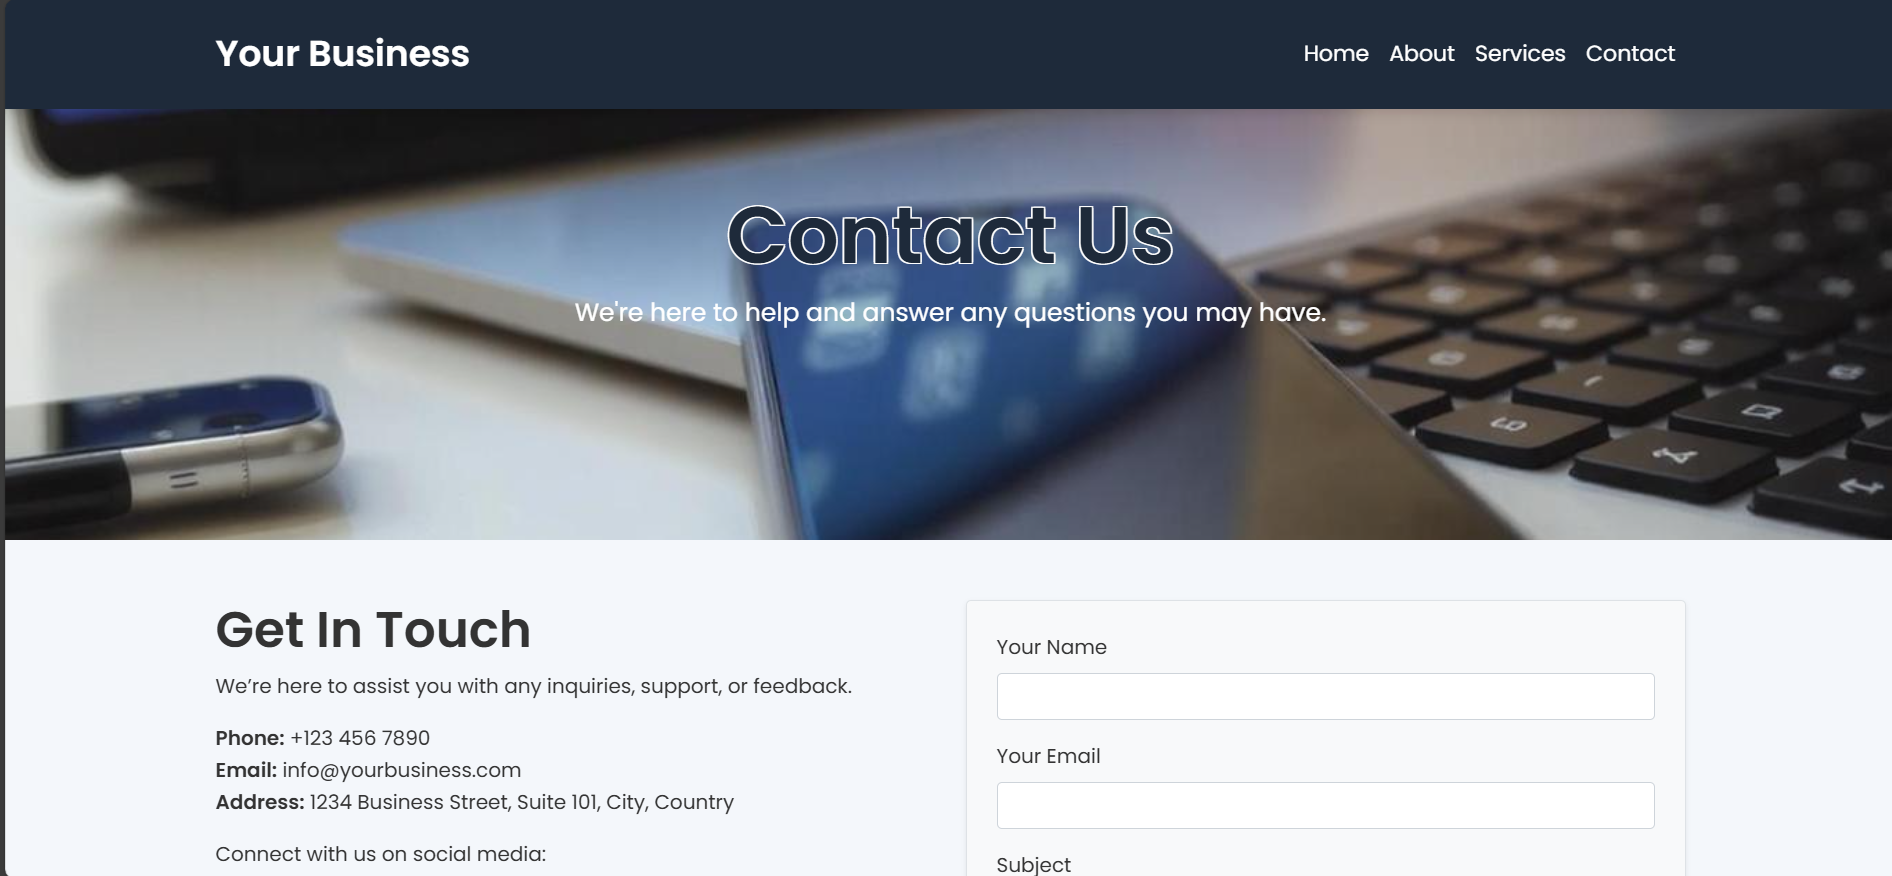 Your Business
Home About Services Contact
Contact Us
We're here to help and answer any questions you may have.
Get In Touch
We’re here to assist you with any inquiries, support, or feedback.
Phone: +123 456 7890
Email: info@yourbusiness.com
Address: 1234 Business Street, Suite 101, City, Country
Connect with us on social media:
Your Name
Your Email
Subject